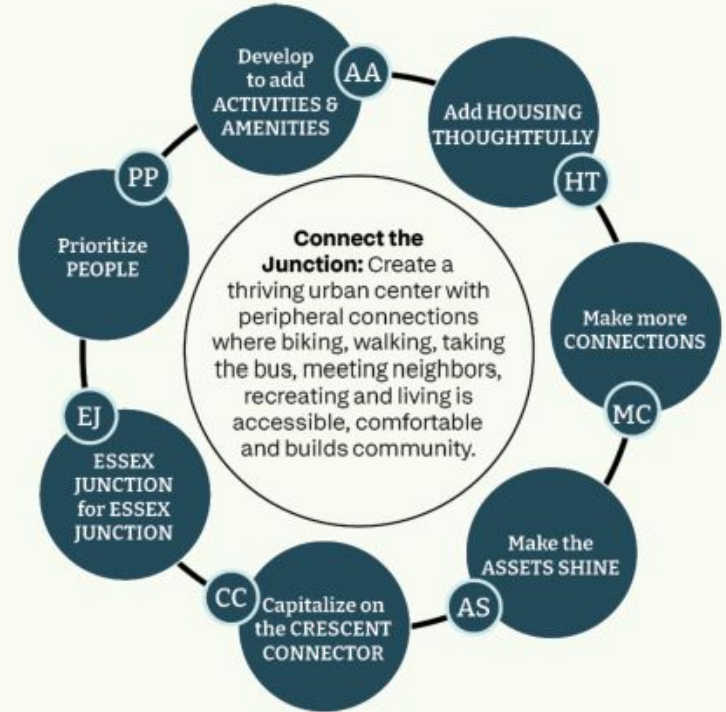 Develop
to add
ACTIVITIES &
AMENITIES
AA
Add HOUSING
THOUGHTFULLY
HT
Make more
CONNECTIONS
MC
Make the
ASSETS SHINE
AS
Capitalize on
the CRESCENT
CONNECTOR
CC
ESSEX
JUNCTION
for ESSEX
JUNCTION
EJ
Prioritize
PEOPLE
PP
Connect the
Junction: Create a
thriving urban center with
peripheral connections
where biking, walking, taking
the bus, meeting neighbors,
recreating and living is
accessible, comfortable
and builds community.